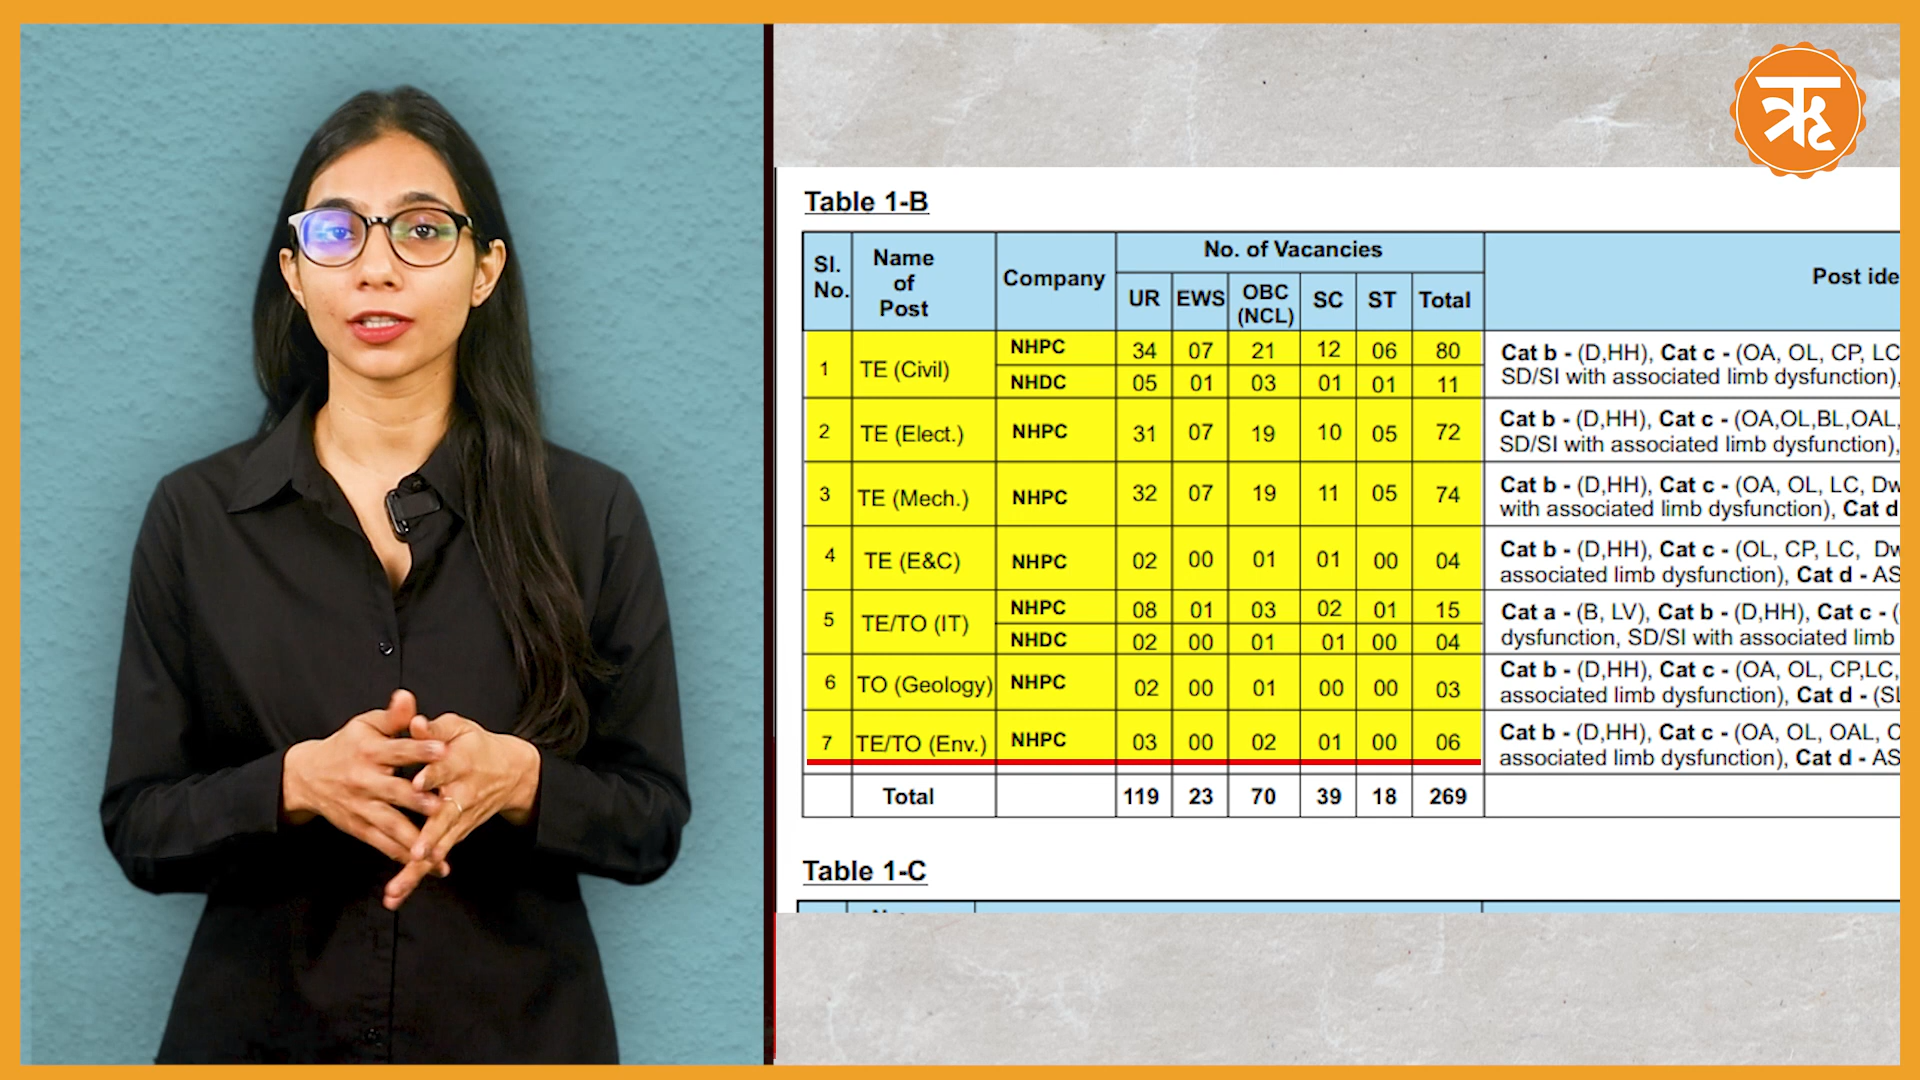 ऋ
Table 1-B
Sl. No. Name of Post Company No. of Vacancies Post ide
UR EWS OBC (NCL) SC ST Total
1 TE (Civil) NHPC 34 07 21 12 06 80 Cat b - (D,HH), Cat c - (OA, OL, CP, LC
NHDC 05 01 03 01 01 11 SD/SI with associated limb dysfunction),
2 TE (Elect.) NHPC 31 07 19 10 05 72 Cat b - (D,HH), Cat c - (OA,OL,BL,OAL,
SD/SI with associated limb dysfunction),
3 TE (Mech.) NHPC 32 07 19 11 05 74 Cat b - (D,HH), Cat c - (OA, OL, LC, Dw
with associated limb dysfunction), Cat d
4 TE (E&C) NHPC 02 00 01 01 00 04 Cat b - (D,HH), Cat c - (OL, CP, LC, Dw
associated limb dysfunction), Cat d - AS
5 TE/TO (IT) NHPC 08 01 03 02 01 15 Cat a - (B, LV), Cat b - (D,HH), Cat c - (
NHDC 02 00 01 01 00 04 dysfunction, SD/SI with associated limb
6 TO (Geology) NHPC 02 00 01 00 00 03 Cat b - (D,HH), Cat c - (OA, OL, CP,LC,
associated limb dysfunction), Cat d - (SL
7 TE/TO (Env.) NHPC 03 00 02 01 00 06 Cat b - (D,HH), Cat c - (OA, OL, OAL, C
associated limb dysfunction), Cat d - AS
Total 119 23 70 39 18 269
Table 1-C